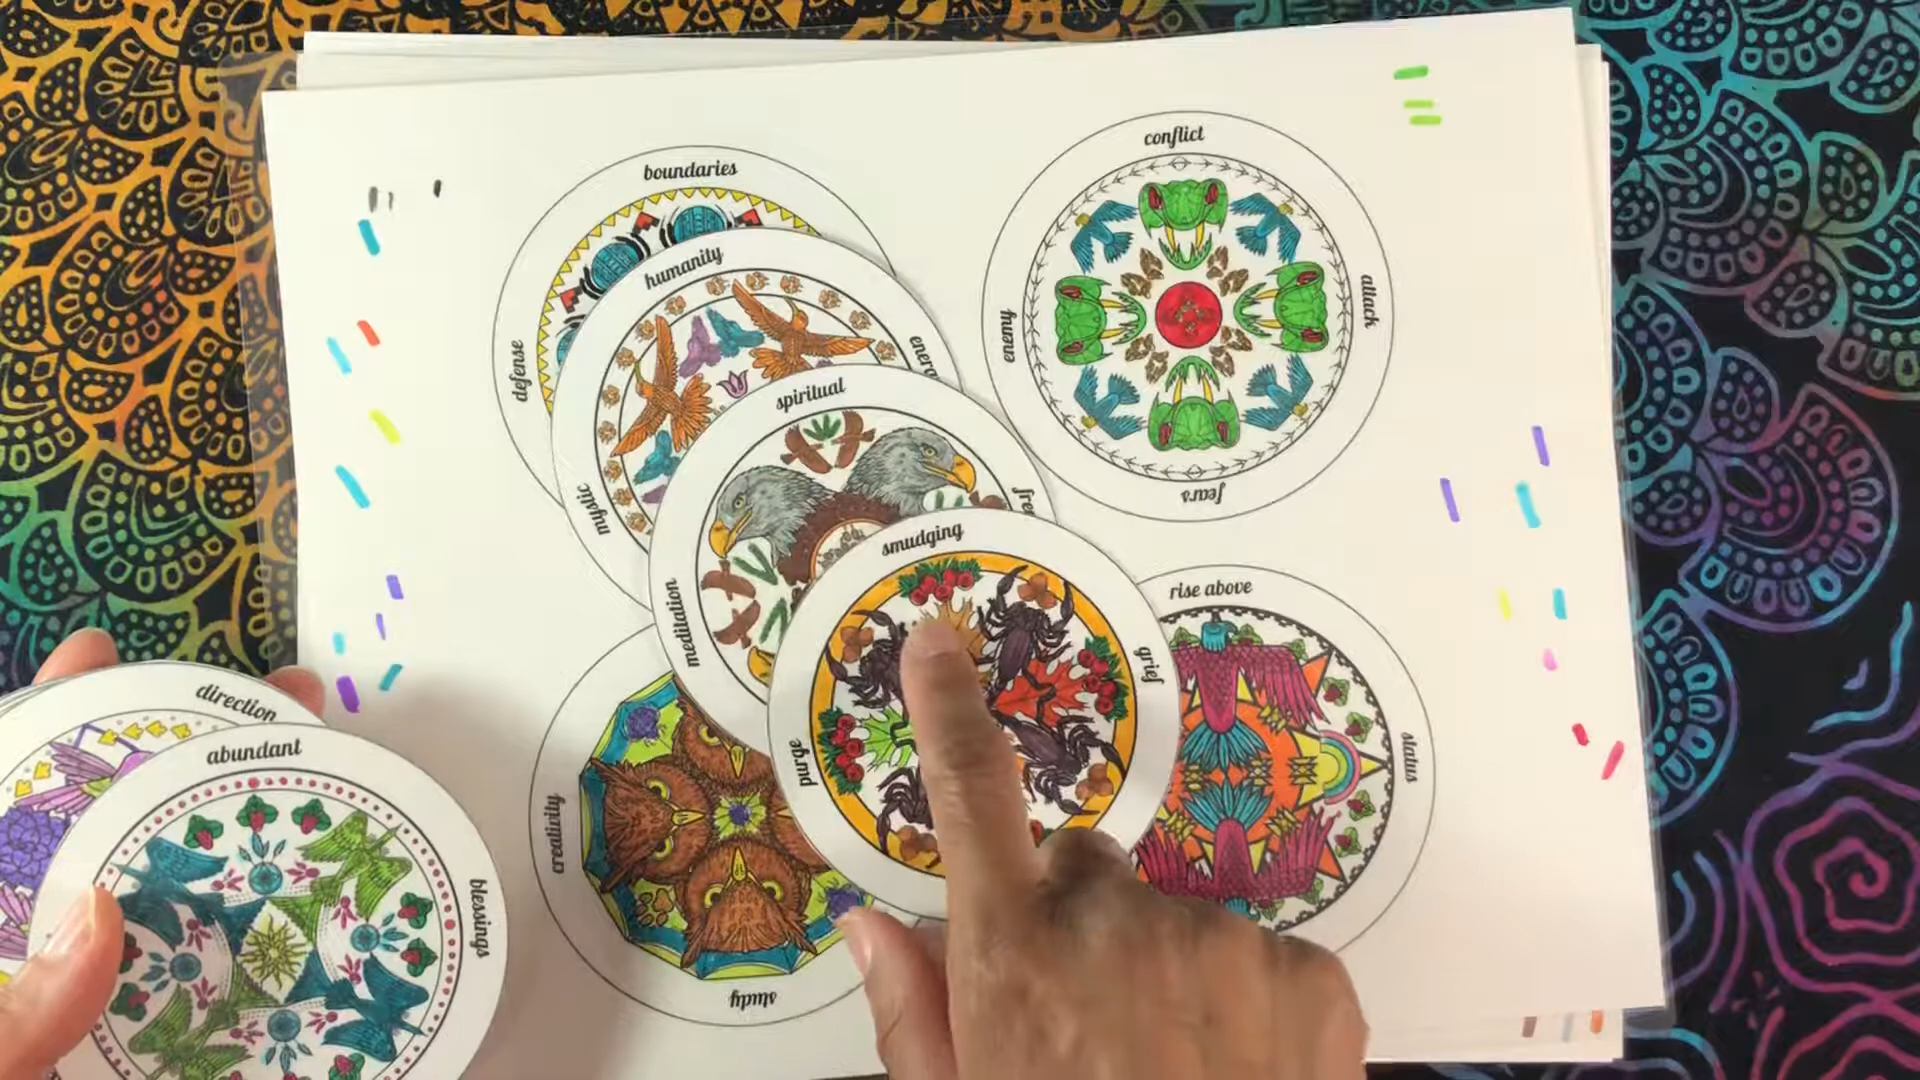 conflict
boundaries
humanity
attack
enemy
defense
spiritual
mystic
fears
smudging
rise above
meditation
grief
direction
abundant
purge
status
creativity
blessings
study